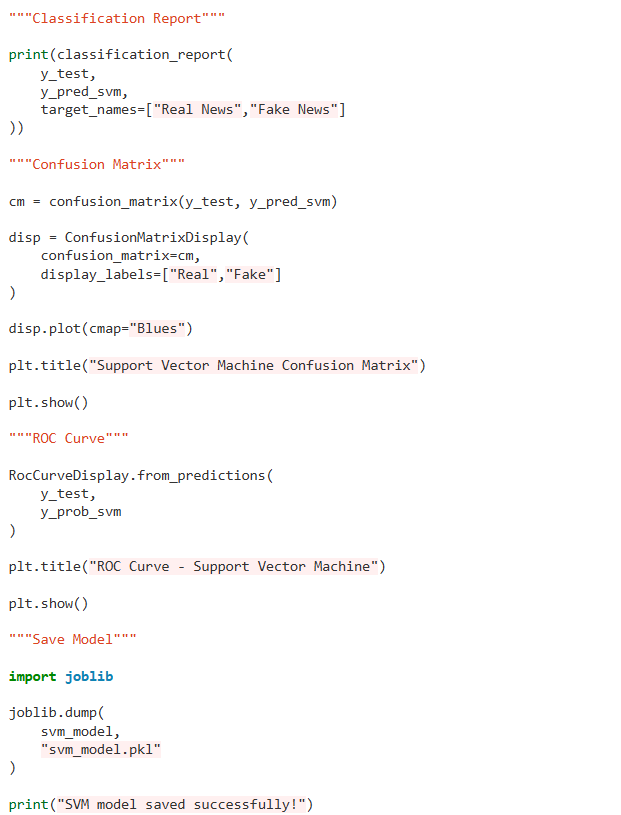 """Classification Report"""
print(classification_report(
    y_test,
    y_pred_svm,
    target_names=["Real News","Fake News"]
))
"""Confusion Matrix"""
cm = confusion_matrix(y_test, y_pred_svm)
disp = ConfusionMatrixDisplay(
    confusion_matrix=cm,
    display_labels=["Real","Fake"]
)
disp.plot(cmap="Blues")
plt.title("Support Vector Machine Confusion Matrix")
plt.show()
"""ROC Curve"""
RocCurveDisplay.from_predictions(
    y_test,
    y_prob_svm
)
plt.title("ROC Curve - Support Vector Machine")
plt.show()
"""Save Model"""
import joblib
joblib.dump(
    svm_model,
    "svm_model.pkl"
)
print("SVM model saved successfully!")